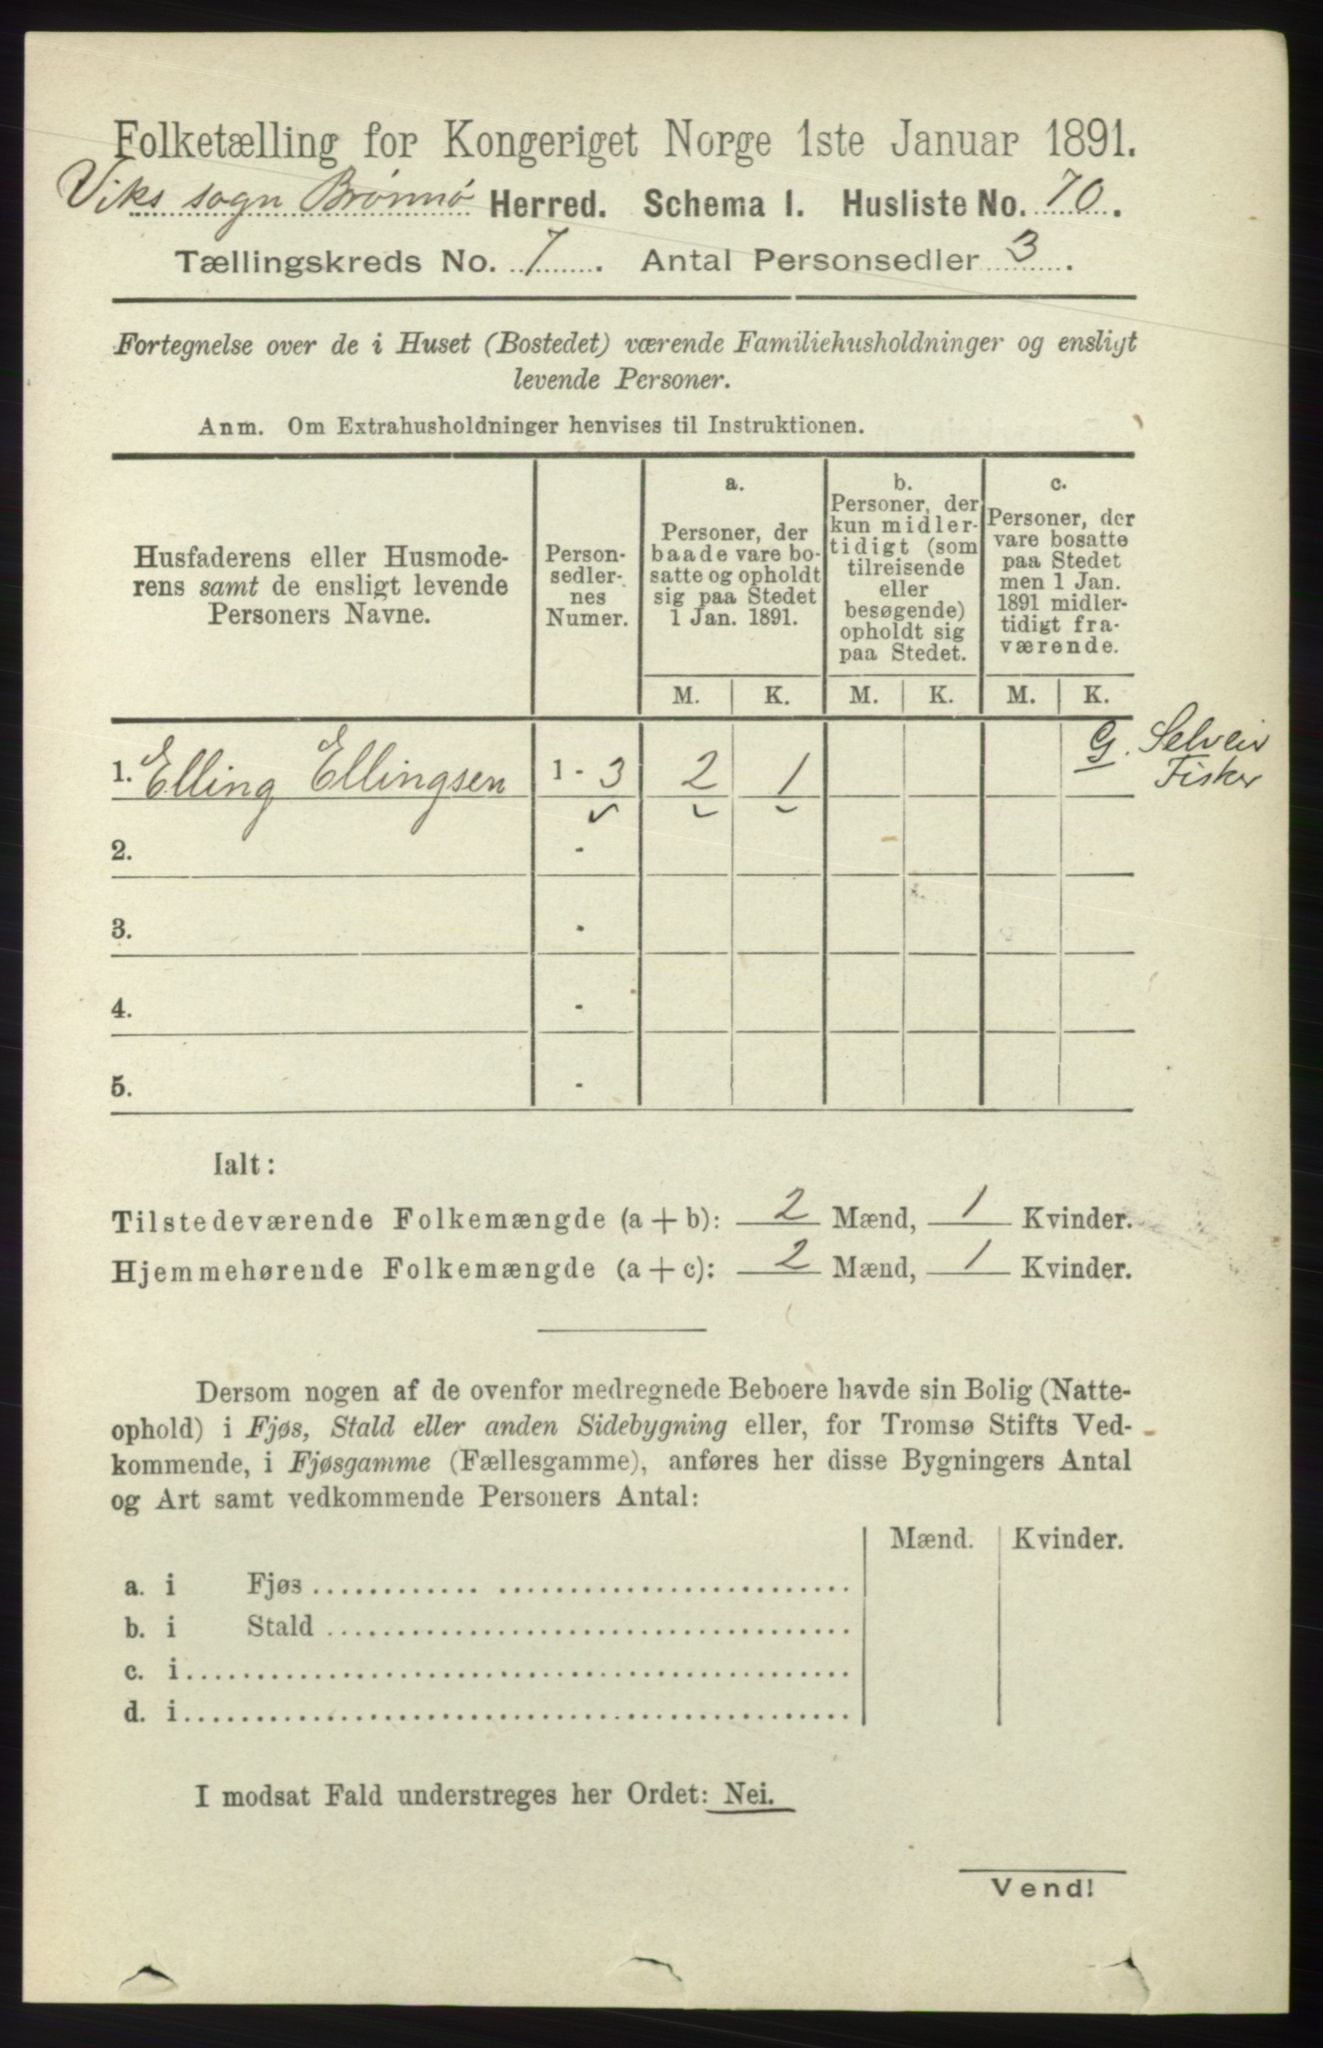 Folketælling for Kongeriget Norge 1ste Januar 1891.
Viks sogn Brønnø Herred. Schema I. Husliste No. 70.
Tællingskreds No. 7. Antal Personsedler 3.
Fortegnelse over de i Huset (Bostedet) værende Familiehusholdninger og ensligt
levende Personer.
Anm. Om Extrahusholdninger henvises til Instruktionen.
Husfaderens eller Husmode-
rens samt de ensligt levende
Personers Navne.
Person-
sedler-
nes
Numer.
a.
Personer, der
baade vare bo-
satte og opholdt
sig paa Stedet
1 Jan. 1891.
b.
Personer, der
kun midler-
tidigt (som
tilreisende
eller
besøgende)
opholdt sig
paa Stedet.
c.
Personer, der
vare bosatte
paa Stedet
men 1 Jan.
1891 midler-
tidigt fra-
værende.
M. K. M. K. M. K.
1. Elling Ellingsen 1 - 3 2 1 G. Selveier
Fisker
2. -
3. -
4. -
5. -
Ialt:
Tilstedeværende Folkemængde (a + b): 2 Mænd, 1 Kvinder.
Hjemmehørende Folkemængde (a + c): 2 Mænd, 1 Kvinder.
Dersom nogen af de ovenfor medregnede Beboere havde sin Bolig (Natte-
ophold) i Fjøs, Stald eller anden Sidebygning eller, for Tromsø Stifts Ved-
kommende, i Fjøsgamme (Fællesgamme), anføres her disse Bygningers Antal
og Art samt vedkommende Personers Antal:
Mænd. Kvinder.
a. i Fjøs
b. i Stald
c. i
d. i
I modsat Fald understreges her Ordet: Nei.
Vend!